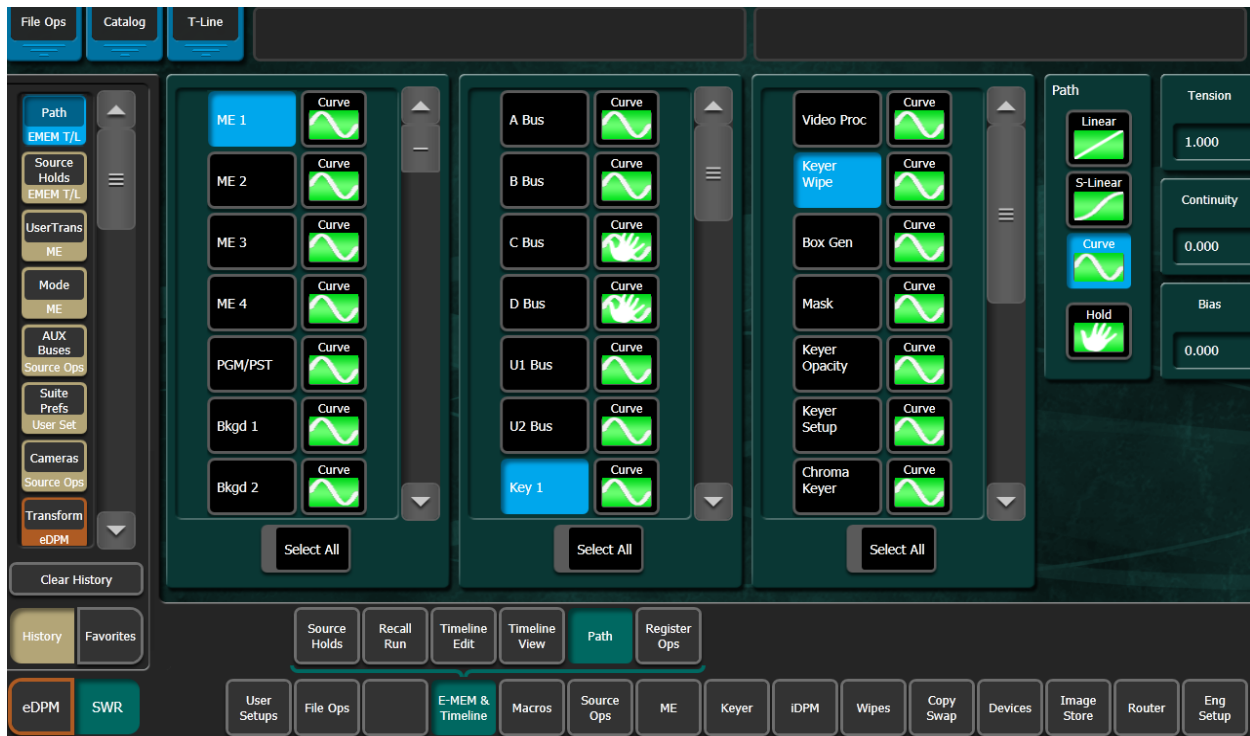 File Ops
Catalog
T-Line
Path
EMEM T/L
Source
Holds
EMEM T/L
UserTrans
ME
Mode
ME
AUX
Buses
Source Ops
Suite
Prefs
User Set
Cameras
Source Ops
Transform
eDPM
Clear History
History
Favorites
ME 1
Curve
ME 2
Curve
ME 3
Curve
ME 4
Curve
PGM/PST
Curve
Bkgd 1
Curve
Bkgd 2
Curve
Select All
A Bus
Curve
B Bus
Curve
C Bus
Curve
D Bus
Curve
U1 Bus
Curve
U2 Bus
Curve
Key 1
Curve
Select All
Video Proc
Curve
Keyer
Wipe
Curve
Box Gen
Curve
Mask
Curve
Keyer
Opacity
Curve
Keyer
Setup
Curve
Chroma
Keyer
Curve
Select All
Path
Linear
S-Linear
Curve
Hold
Tension
1.000
Continuity
0.000
Bias
0.000
Source
Holds
Recall
Run
Timeline
Edit
Timeline
View
Path
Register
Ops
eDPM
SWR
User
Setups
File Ops
E-MEM &
Timeline
Macros
Source
Ops
ME
Keyer
iDPM
Wipes
Copy
Swap
Devices
Image
Store
Router
Eng
Setup